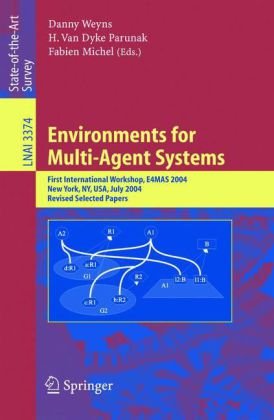 Danny Weyns
H. Van Dyke Parunak
Fabien Michel (Eds.)
State-of-the-Art
Survey
LNAI 3374
Environments for
Multi-Agent Systems
First International Workshop, E4MAS 2004
New York, NY, USA, July 2004
Revised Selected Papers
A2
R1
A1
B
d:R1
a:R1
G1
R2
A1
I2:B
I1:B
c:R1
b:R2
G2
Springer